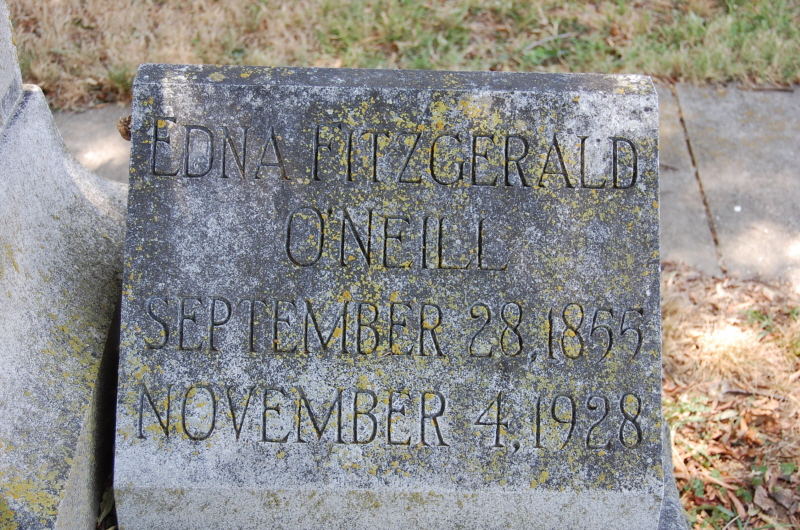 EDNA FITZGERALD
O'NEILL
SEPTEMBER 28, 1855
NOVEMBER 4, 1928